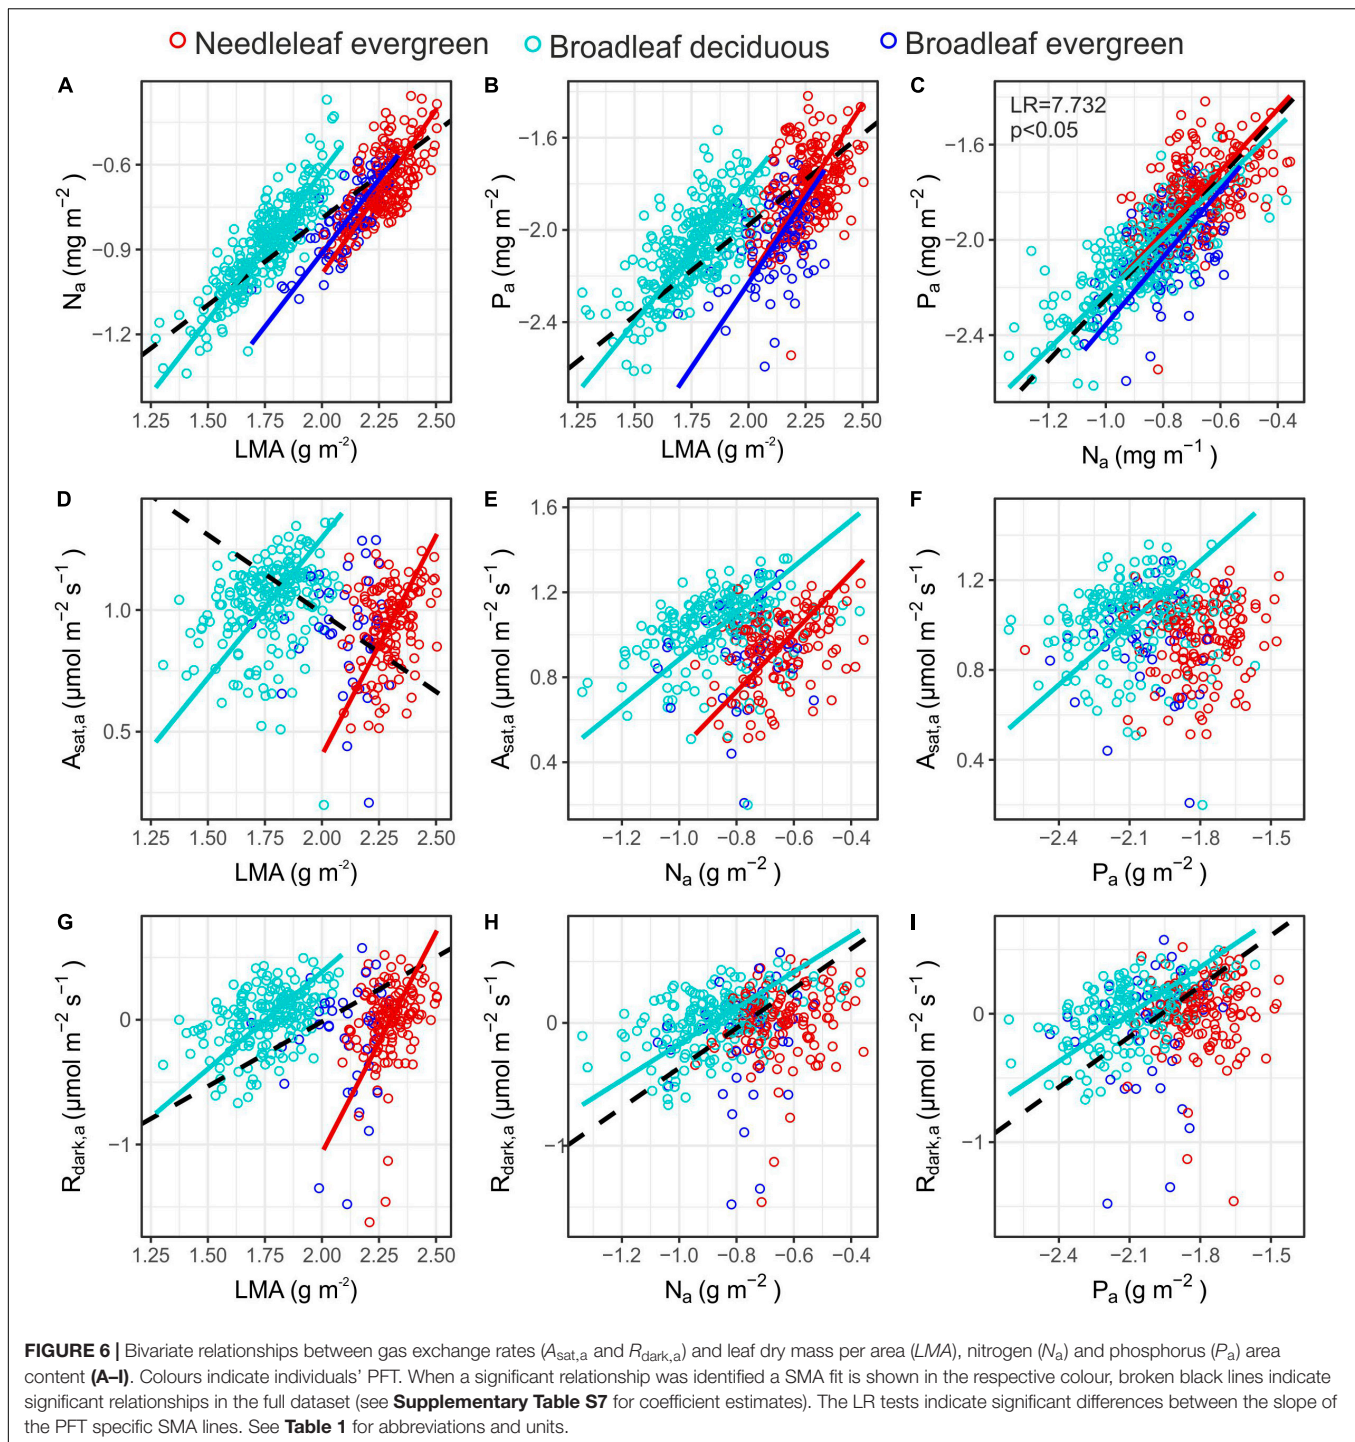 Needleleaf evergreen Broadleaf deciduous Broadleaf evergreen
A
−0.6
−0.9
−1.2
Na (mg m−2)
1.25 1.50 1.75 2.00 2.25 2.50
LMA (g m-2)
B
−1.6
−2.0
−2.4
Pa (mg m−2)
1.25 1.50 1.75 2.00 2.25 2.50
LMA (g m-2)
C
LR=7.732
p<0.05
−1.6
−2.0
−2.4
Pa (mg m−2)
−1.2 −1.0 −0.8 −0.6 −0.4
Na (mg m−1)
D
1.0
0.5
Asat,a (μmol m−2 s−1)
1.25 1.50 1.75 2.00 2.25 2.50
LMA (g m-2)
E
1.6
1.2
0.8
0.4
Asat,a (μmol m−2 s−1)
−1.2 −1.0 −0.8 −0.6 −0.4
Na (g m−2)
F
1.2
0.8
0.4
Asat,a (μmol m−2 s−1)
−2.4 −2.1 −1.8 −1.5
Pa (g m−2)
G
0
−1
Rdark,a (μmol m−2 s−1)
1.25 1.50 1.75 2.00 2.25 2.50
LMA (g m-2)
H
0
−1
Rdark,a (μmol m−2 s−1)
−1.2 −1.0 −0.8 −0.6 −0.4
Na (g m−2)
I
0
−1
Rdark,a (μmol m−2 s−1)
−2.4 −2.1 −1.8 −1.5
Pa (g m−2)
FIGURE 6 | Bivariate relationships between gas exchange rates (Asat,a and Rdark,a) and leaf dry mass per area (LMA), nitrogen (Na) and phosphorus (Pa) area
content (A–I). Colours indicate individuals' PFT. When a significant relationship was identified a SMA fit is shown in the respective colour, broken black lines indicate
significant relationships in the full dataset (see Supplementary Table S7 for coefficient estimates). The LR tests indicate significant differences between the slope of
the PFT specific SMA lines. See Table 1 for abbreviations and units.